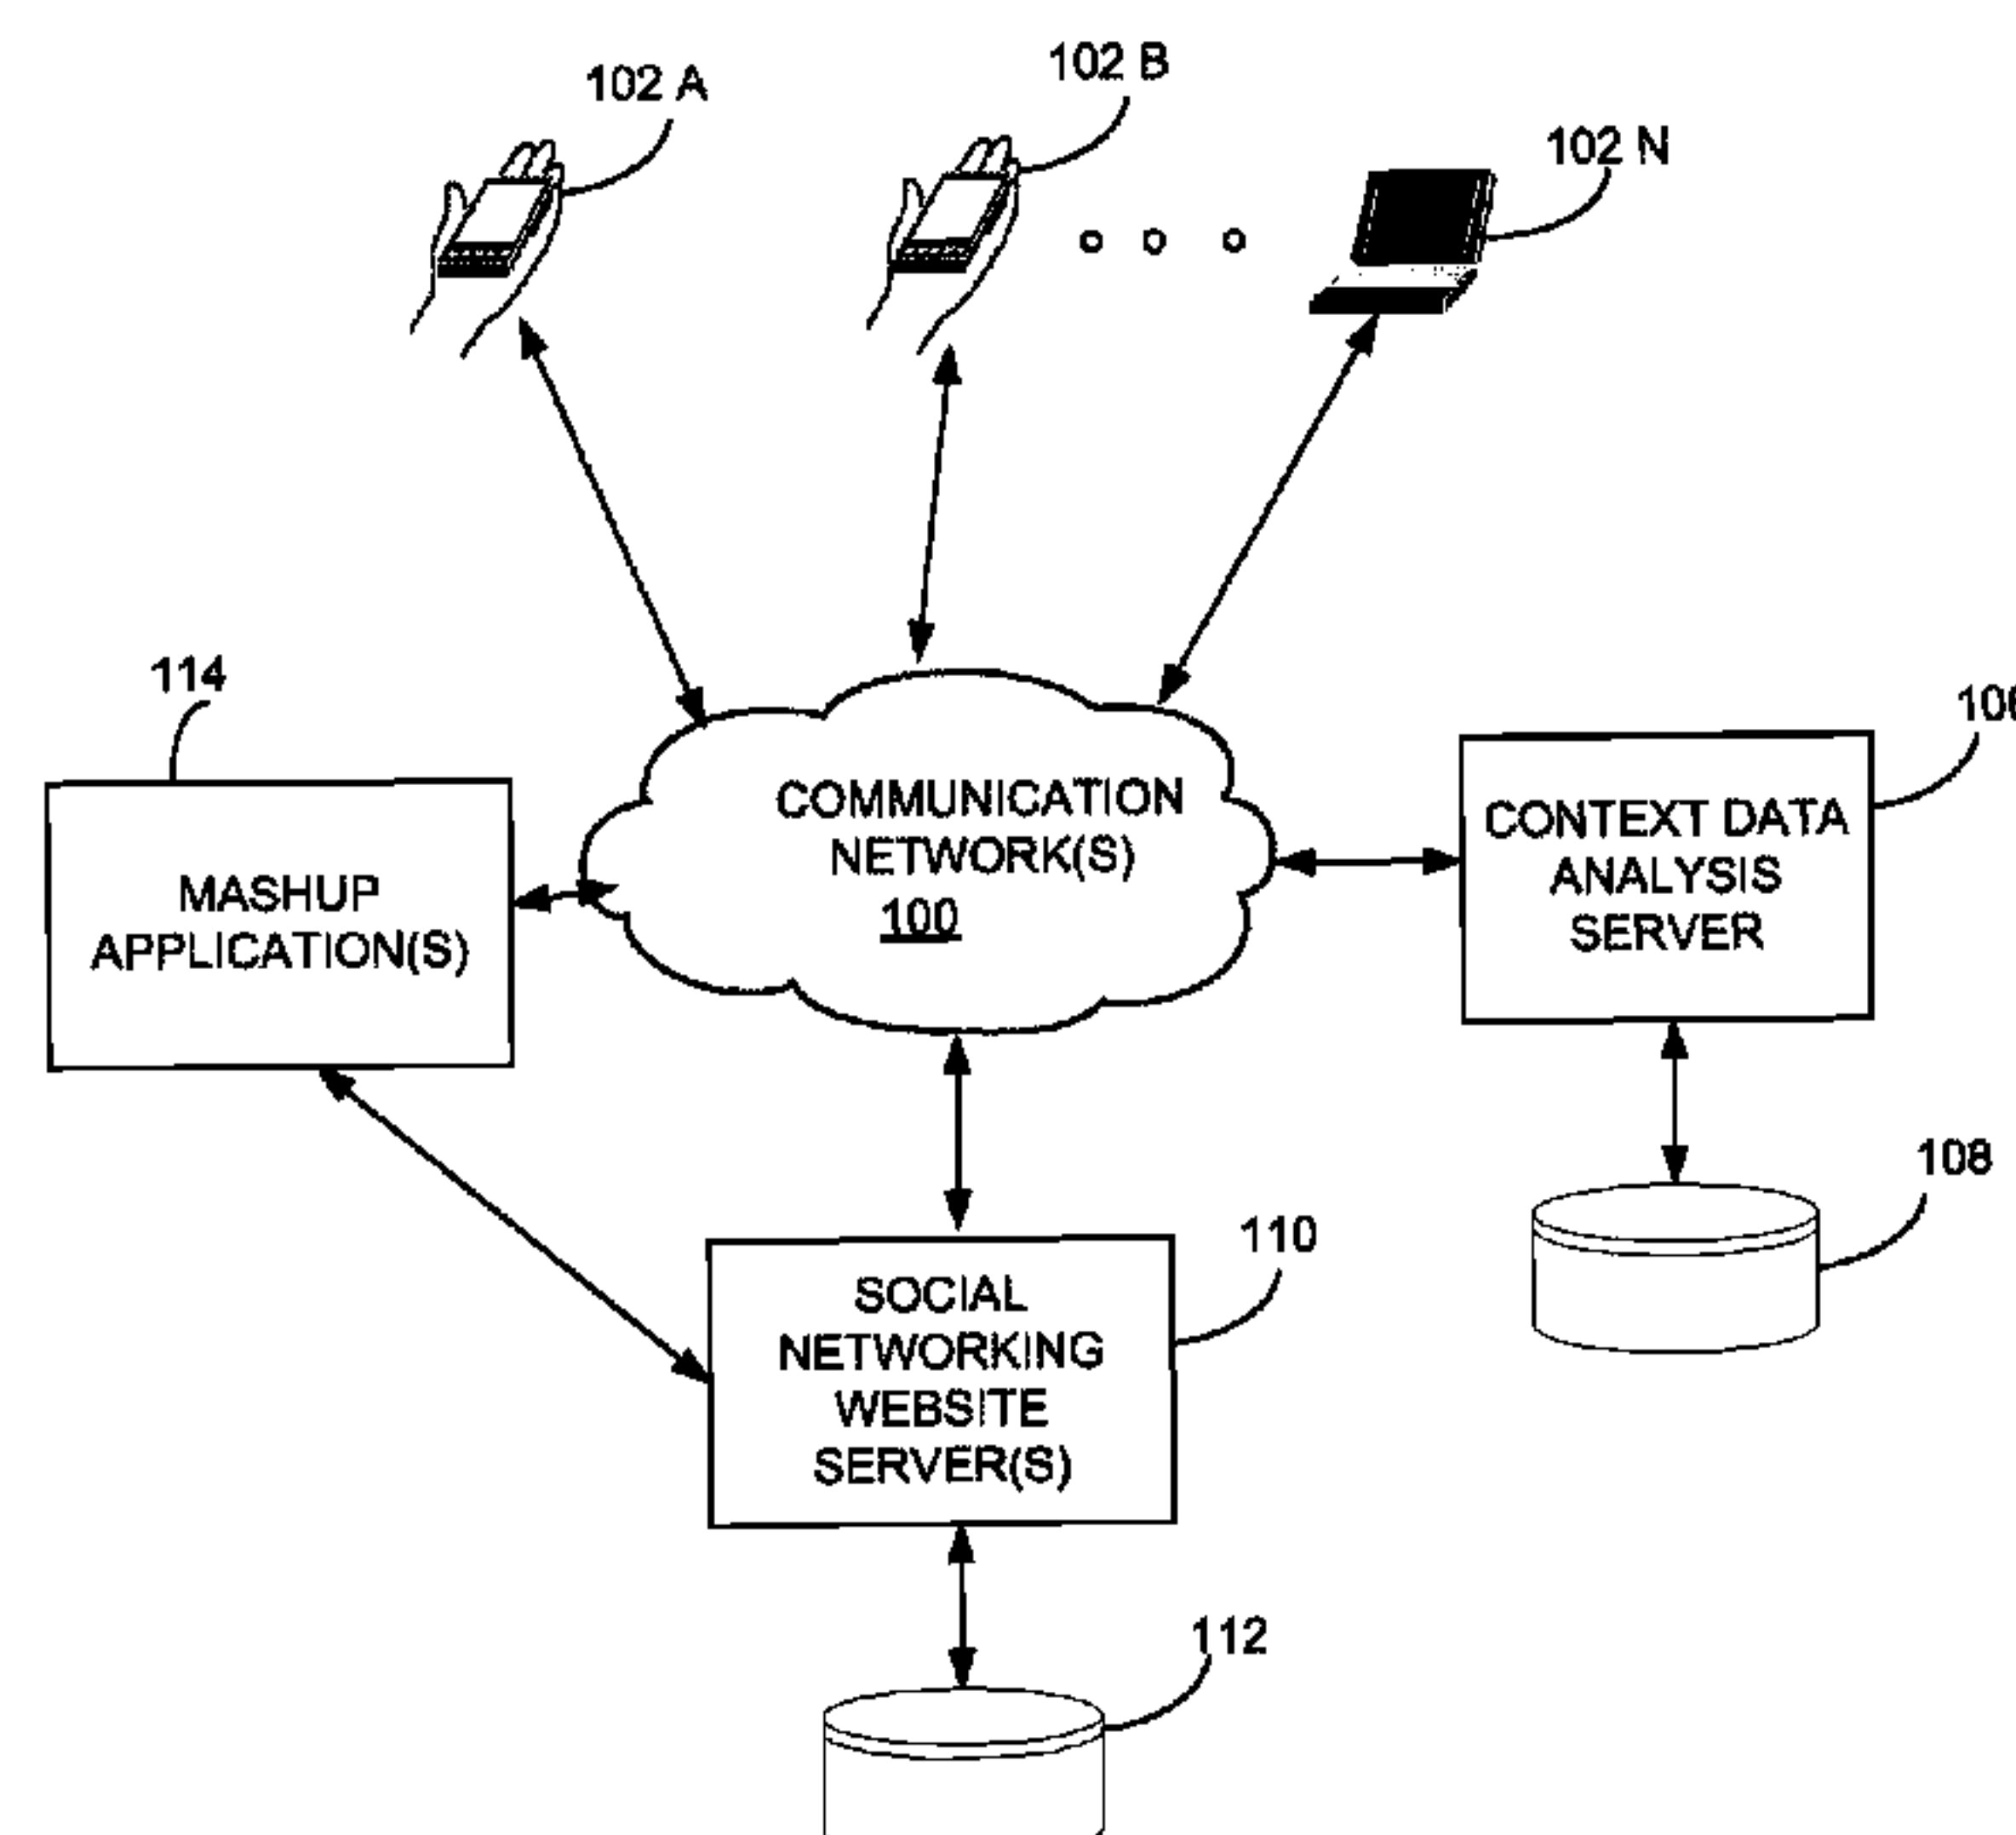 102 A
102 B
102 N
114
COMMUNICATION
NETWORK(S)
100
CONTEXT DATA
ANALYSIS
SERVER
MASHUP
APPLICATION(S)
108
110
SOCIAL
NETWORKING
WEBSITE
SERVER(S)
112